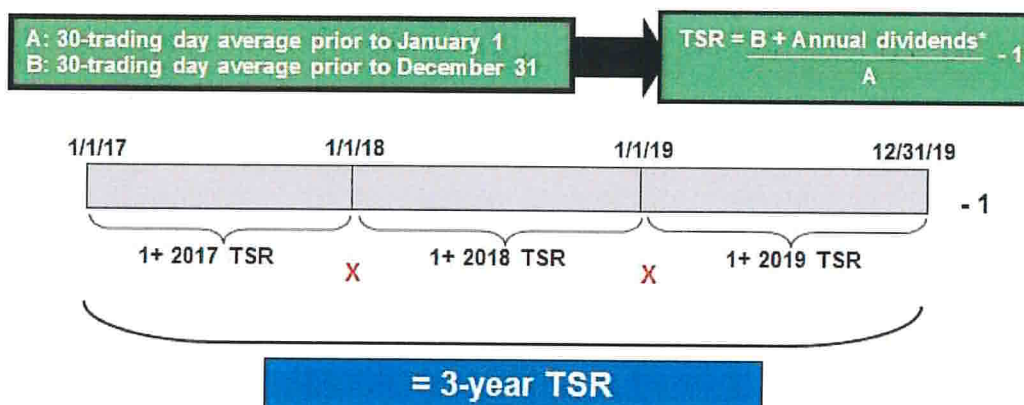 A: 30-trading day average prior to January 1
B: 30-trading day average prior to December 31
TSR = B + Annual dividends* - 1
A
1/1/17 1/1/18 1/1/19 12/31/19
- 1
1+ 2017 TSR X 1+ 2018 TSR X 1+ 2019 TSR
= 3-year TSR